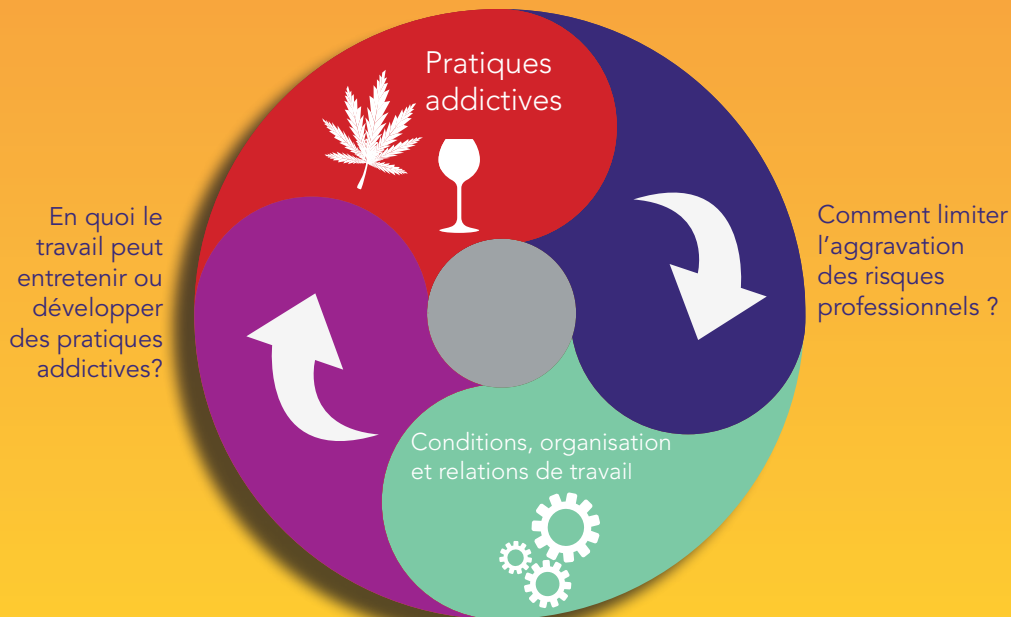 Pratiques
addictives
En quoi le
travail peut
entretenir ou
développer
des pratiques
addictives?
Comment limiter
l’aggravation
des risques
professionnels ?
Conditions, organisation
et relations de travail